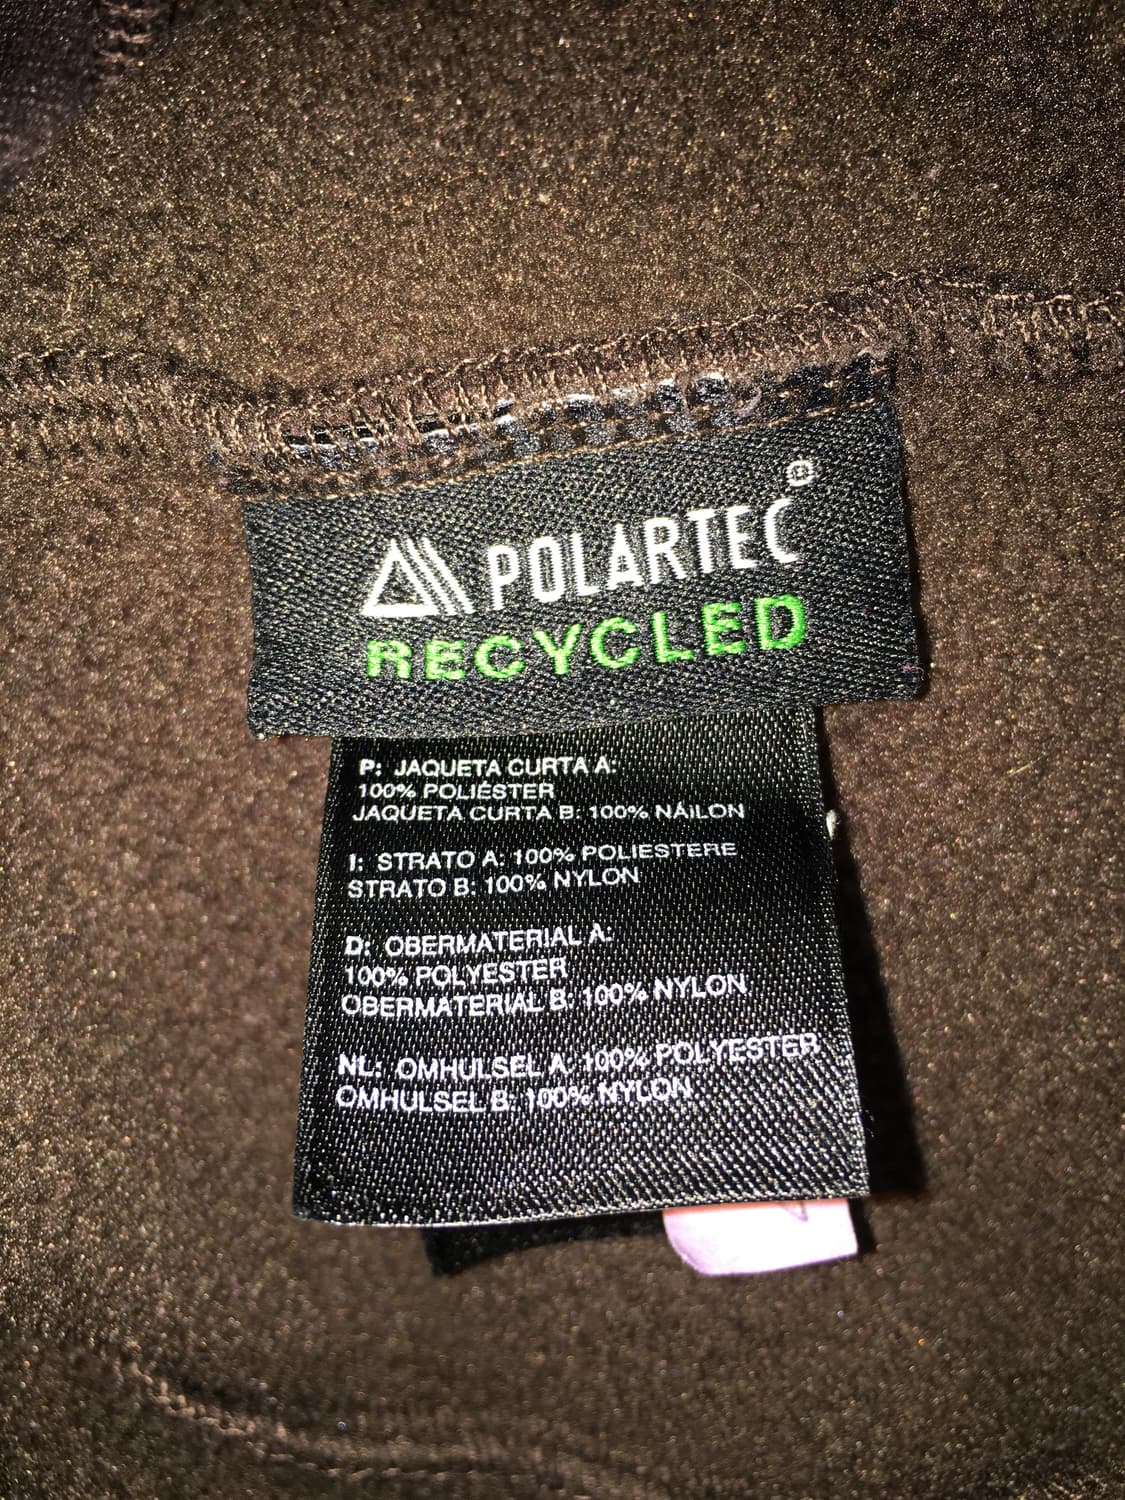 POLARTEC®
RECYCLED
P: JAQUETA CURTA A:
100% POLIÉSTER
JAQUETA CURTA B: 100% NÁILON
I: STRATO A: 100% POLIESTERE
STRATO B: 100% NYLON
D: OBERMATERIAL A:
100% POLYESTER
OBERMATERIAL B: 100% NYLON
NL: OMHULSEL A: 100% POLYESTER
OMHULSEL B: 100% NYLON